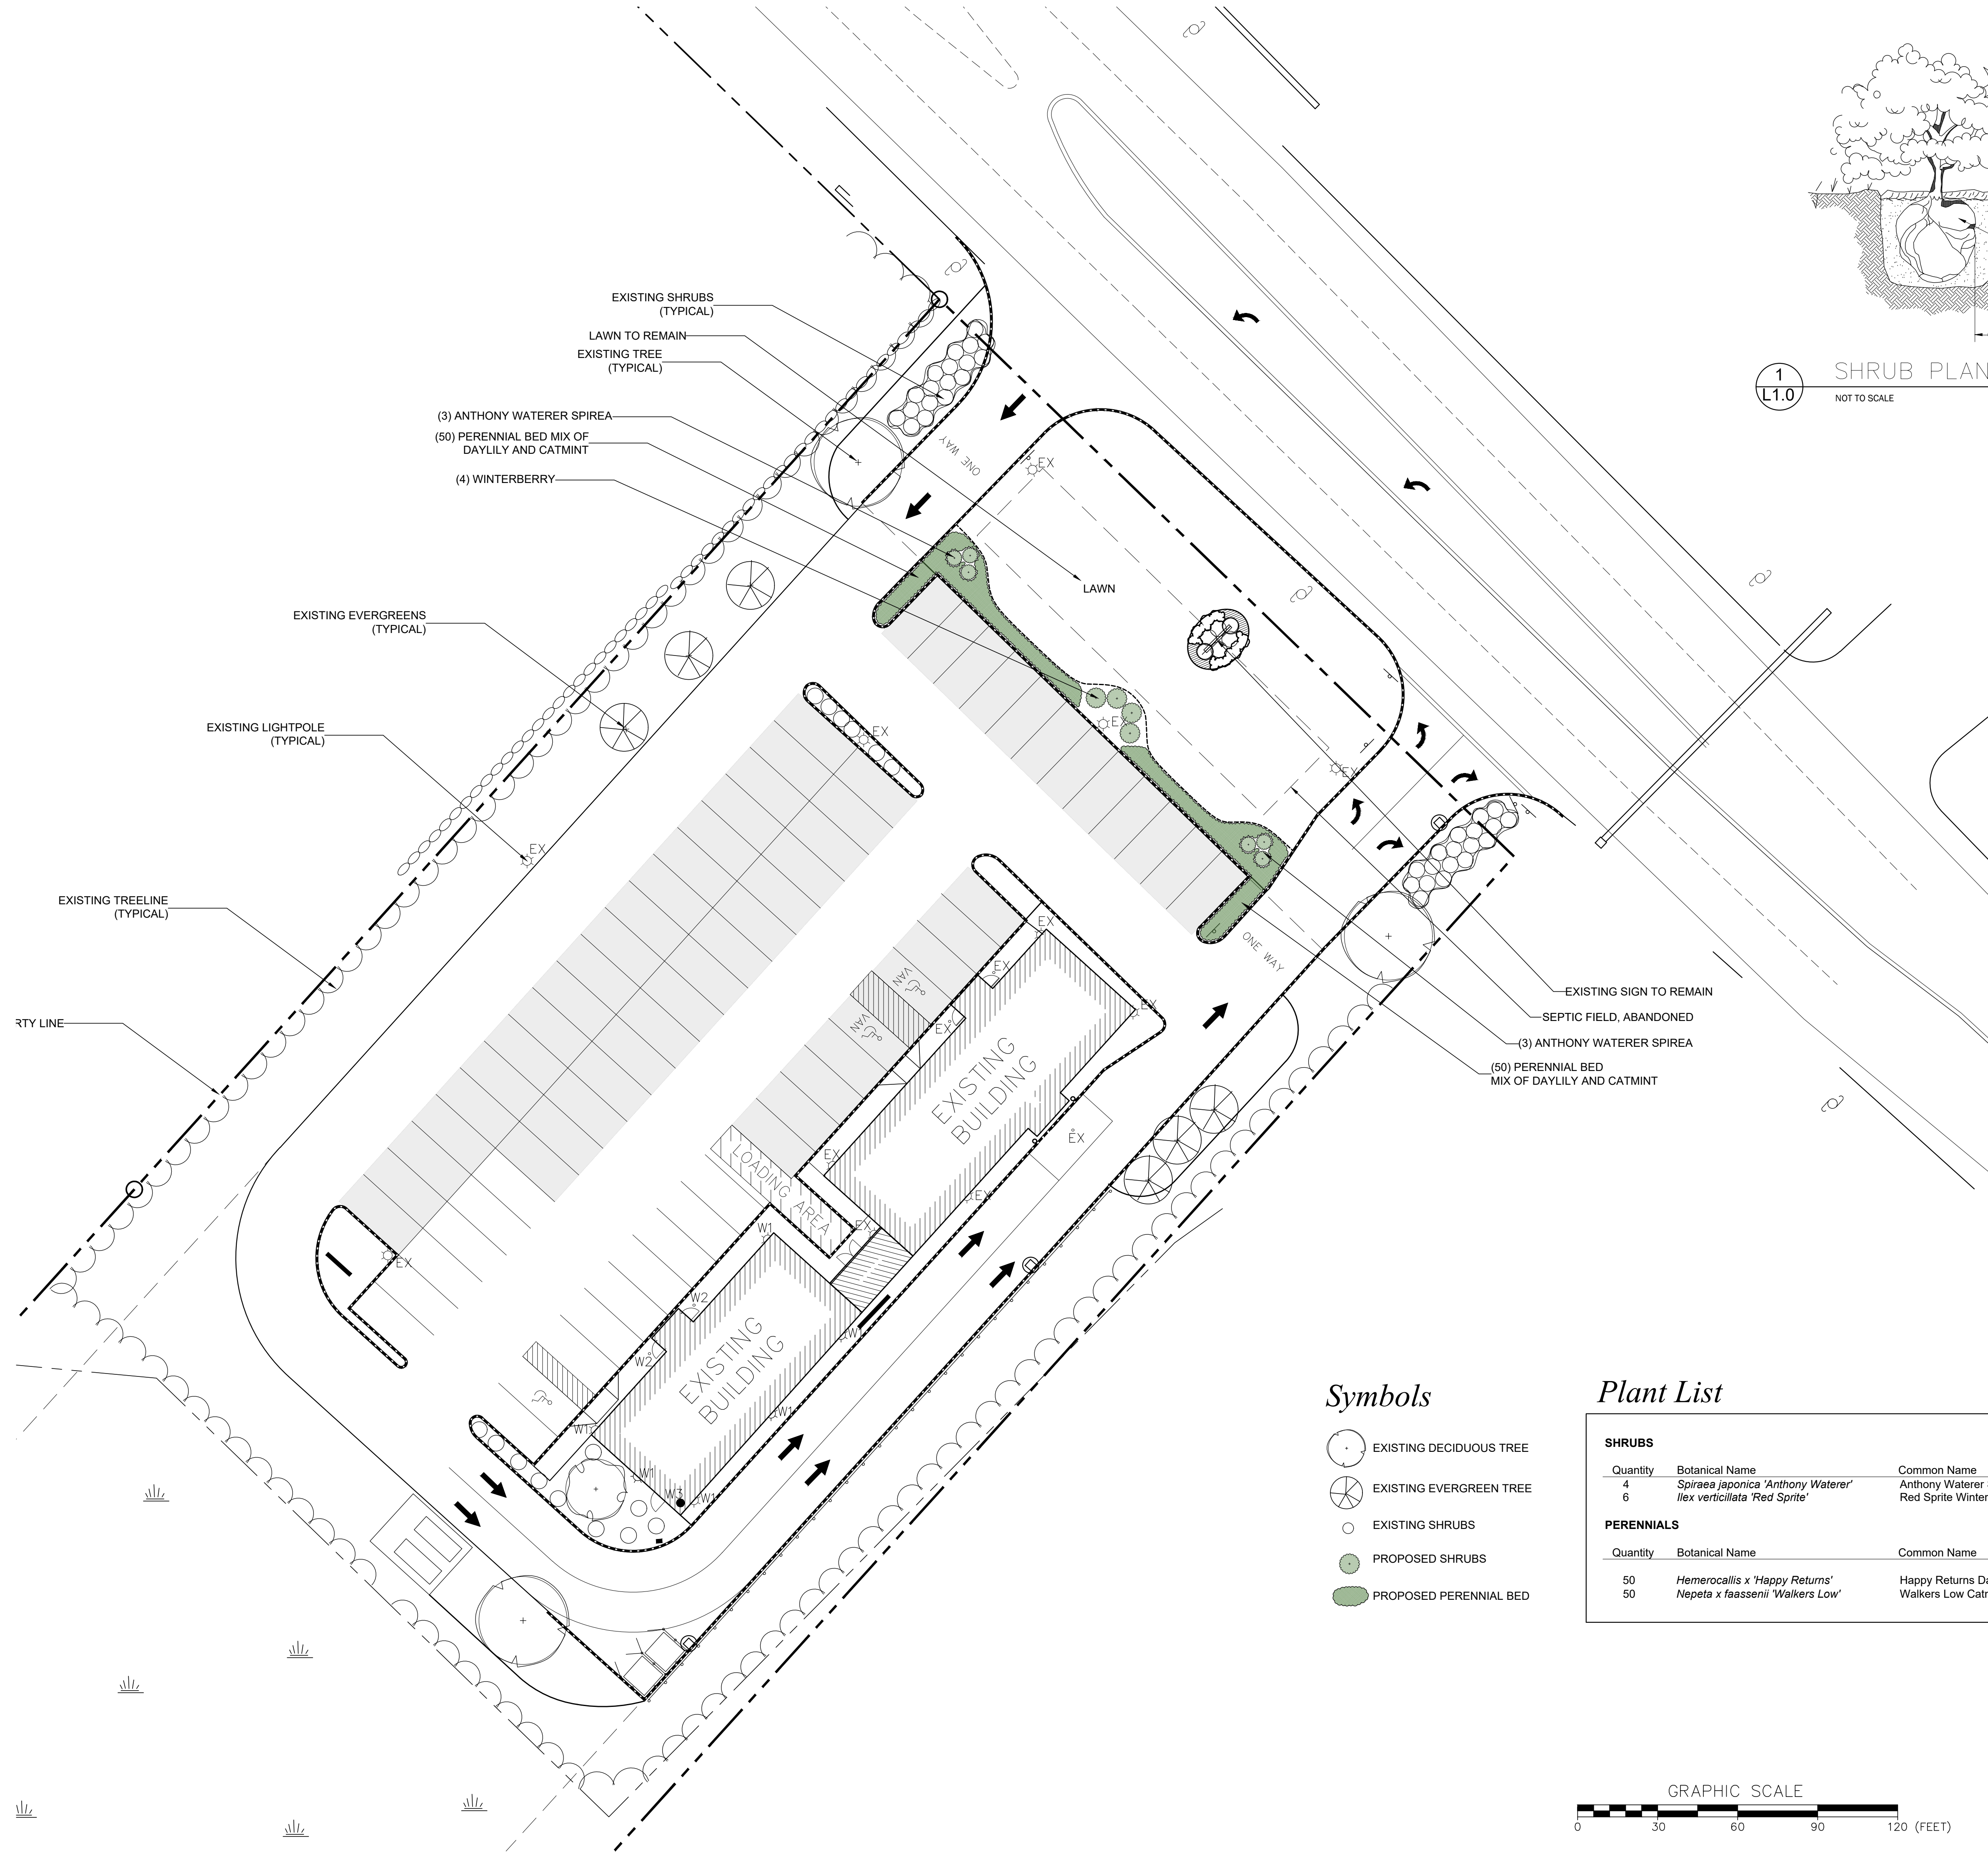 EXISTING SHRUBS
(TYPICAL)
LAWN TO REMAIN
EXISTING TREE
(TYPICAL)
(3) ANTHONY WATERER SPIREA
(50) PERENNIAL BED MIX OF
DAYLILY AND CATMINT
(4) WINTERBERRY
EXISTING EVERGREENS
(TYPICAL)
EXISTING LIGHTPOLE
(TYPICAL)
EXISTING TREELINE
(TYPICAL)
RTY LINE
1
L1.0
SHRUB PLAN
NOT TO SCALE
ONE WAY
EX
LAWN
EX
EX
EX
EX
ONE WAY
EX
EX
EX
EX
VAN
VAN
EXISTING
BUILDING
EX
EX
EX
EX
LOADING AREA
EX
W1
W2
W2
W1
W1
W1
W1
W3
W1
EXISTING
BUILDING
EXISTING SIGN TO REMAIN
SEPTIC FIELD, ABANDONED
(3) ANTHONY WATERER SPIREA
(50) PERENNIAL BED
MIX OF DAYLILY AND CATMINT
Symbols
EXISTING DECIDUOUS TREE
EXISTING EVERGREEN TREE
EXISTING SHRUBS
PROPOSED SHRUBS
PROPOSED PERENNIAL BED
Plant List
SHRUBS
Quantity Botanical Name Common Name
4 Spiraea japonica 'Anthony Waterer' Anthony Waterer
6 Ilex verticillata 'Red Sprite' Red Sprite Winter
PERENNIALS
Quantity Botanical Name Common Name
50 Hemerocallis x 'Happy Returns' Happy Returns Da
50 Nepeta x faassenii 'Walkers Low' Walkers Low Catm
GRAPHIC SCALE
0 30 60 90 120 (FEET)